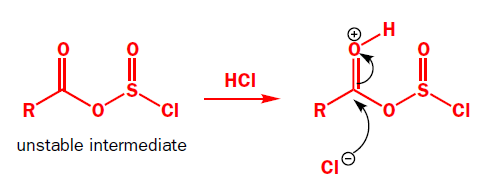 O O
S
R O Cl
unstable intermediate
HCl
⊕ H
O O
S
R O Cl
Cl ⊖